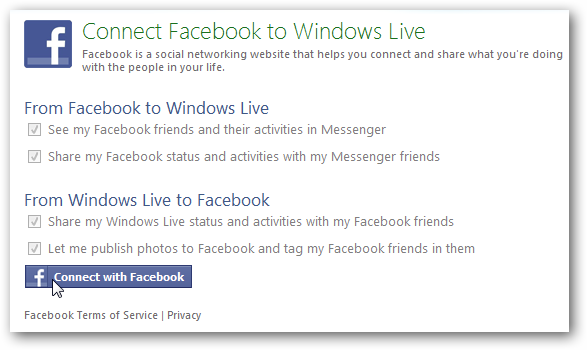 Connect Facebook to Windows Live
Facebook is a social networking website that helps you connect and share what you're doing
with the people in your life.
From Facebook to Windows Live
See my Facebook friends and their activities in Messenger
Share my Facebook status and activities with my Messenger friends
From Windows Live to Facebook
Share my Windows Live status and activities with my Facebook friends
Let me publish photos to Facebook and tag my Facebook friends in them
Connect with Facebook
Facebook Terms of Service | Privacy